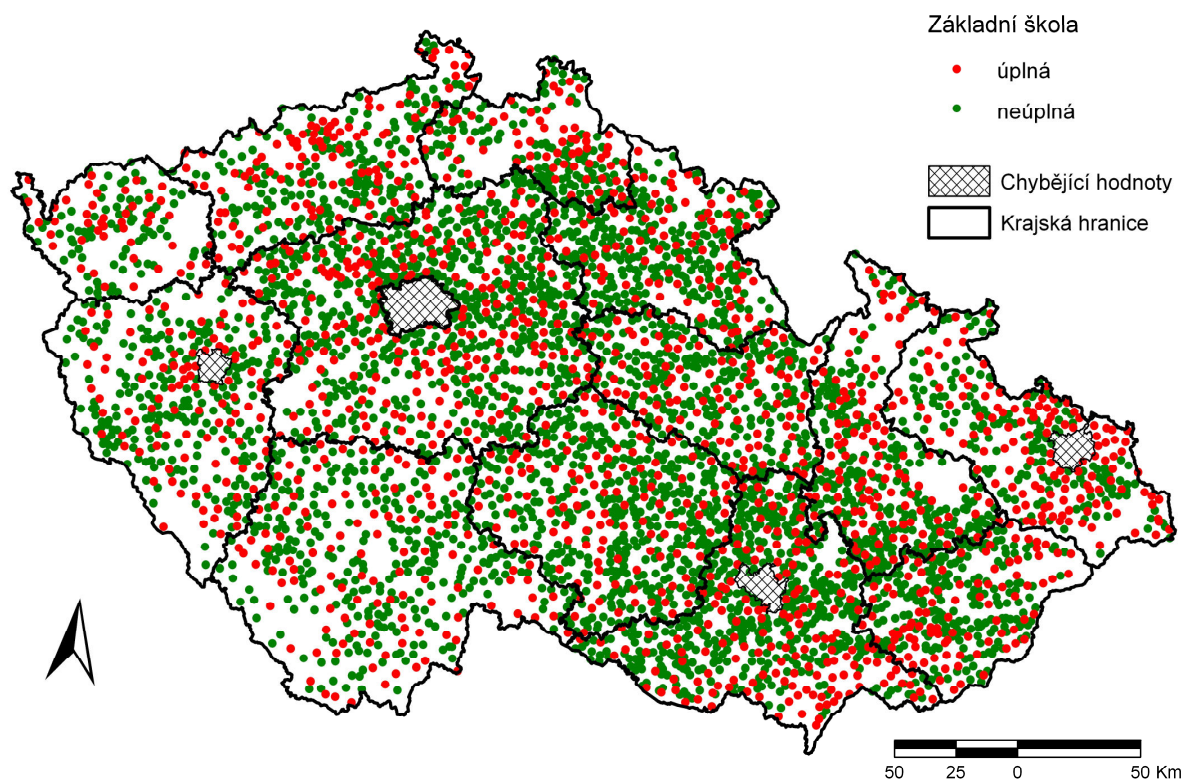 Základní škola
úplná
neúplná
Chybějící hodnoty
Krajská hranice
50 25 0 50 Km